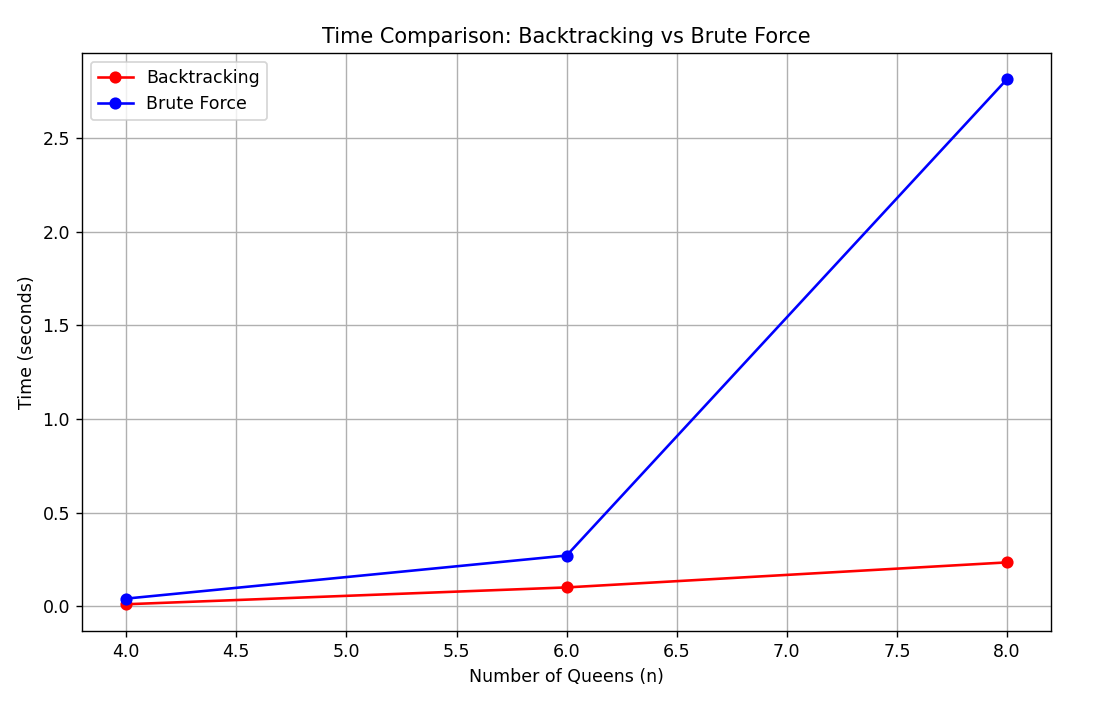 Time Comparison: Backtracking vs Brute Force
Backtracking
Brute Force
Time (seconds)
2.5
2.0
1.5
1.0
0.5
0.0
4.0 4.5 5.0 5.5 6.0 6.5 7.0 7.5 8.0
Number of Queens (n)